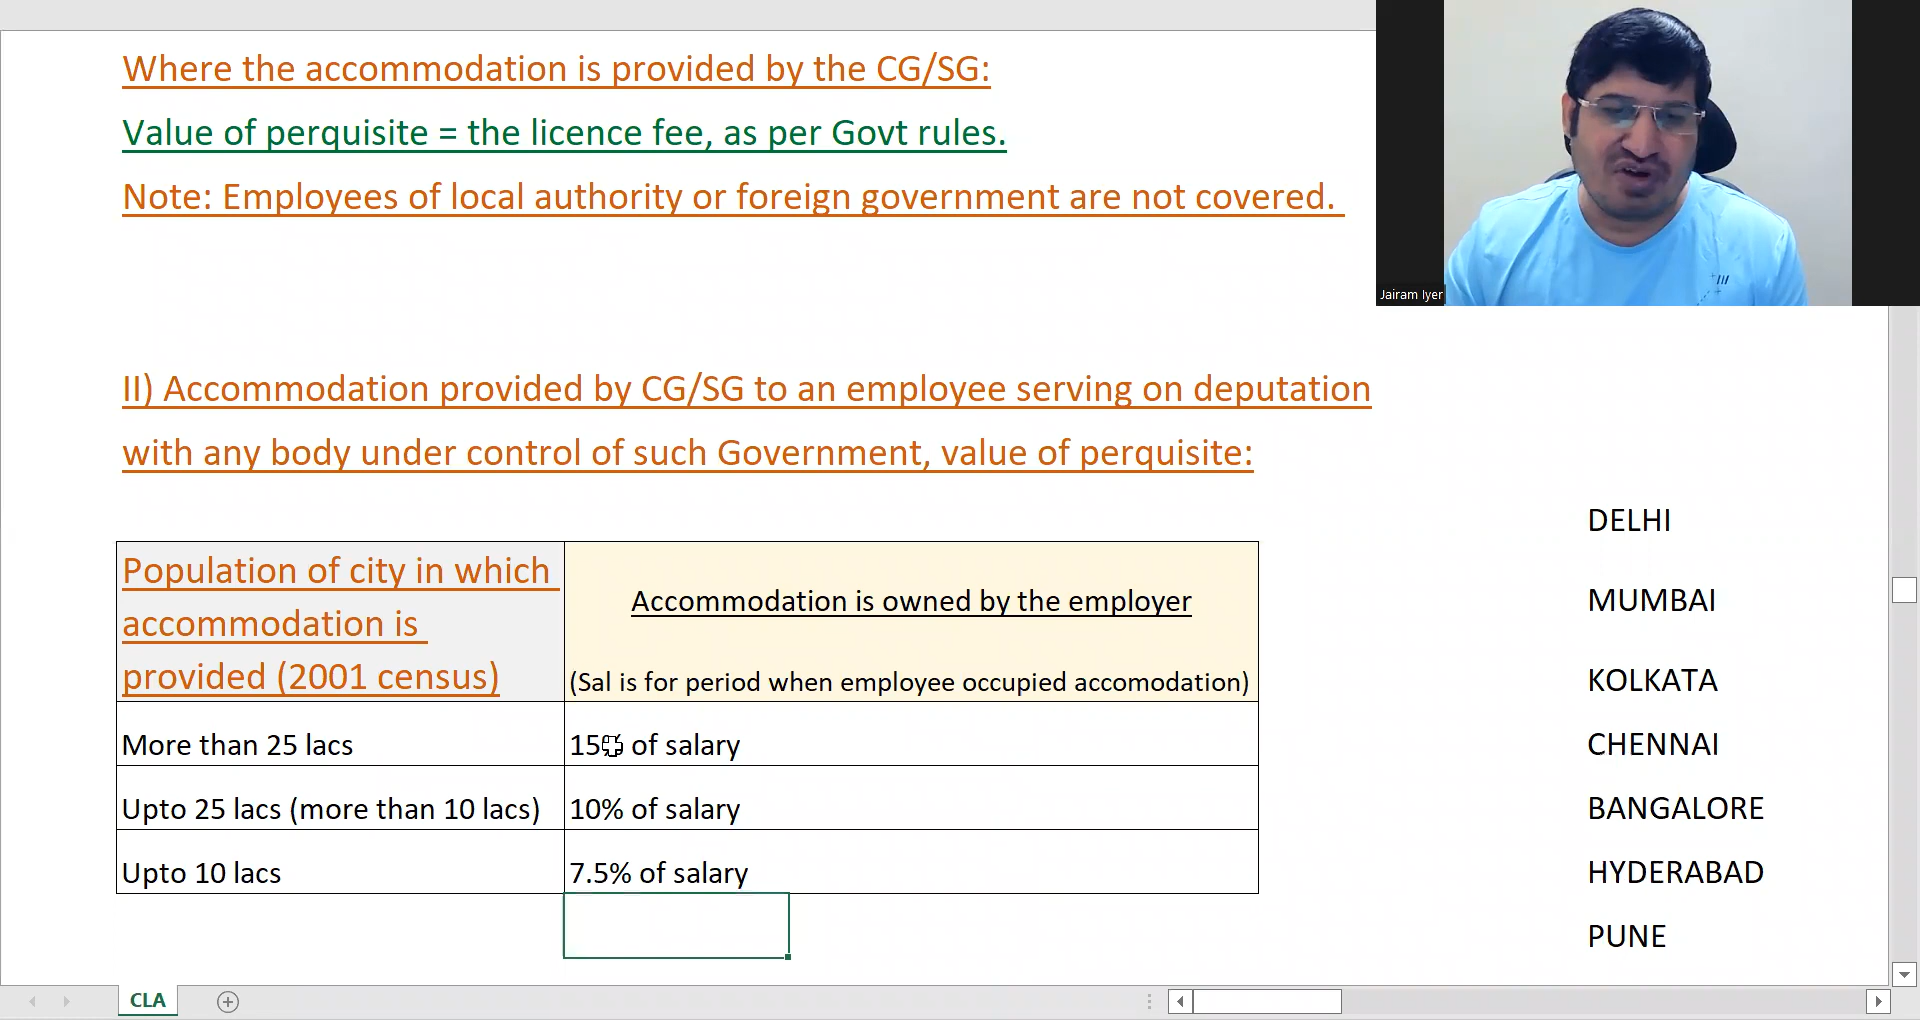 Where the accommodation is provided by the CG/SG:
Value of perquisite = the licence fee, as per Govt rules.
Note: Employees of local authority or foreign government are not covered.
Jairam Iyer
II) Accommodation provided by CG/SG to an employee serving on deputation
with any body under control of such Government, value of perquisite:
Population of city in which
accommodation is
provided (2001 census)
Accommodation is owned by the employer
(Sal is for period when employee occupied accomodation)
More than 25 lacs
15% of salary
Upto 25 lacs (more than 10 lacs)
10% of salary
Upto 10 lacs
7.5% of salary
DELHI
MUMBAI
KOLKATA
CHENNAI
BANGALORE
HYDERABAD
PUNE
CLA